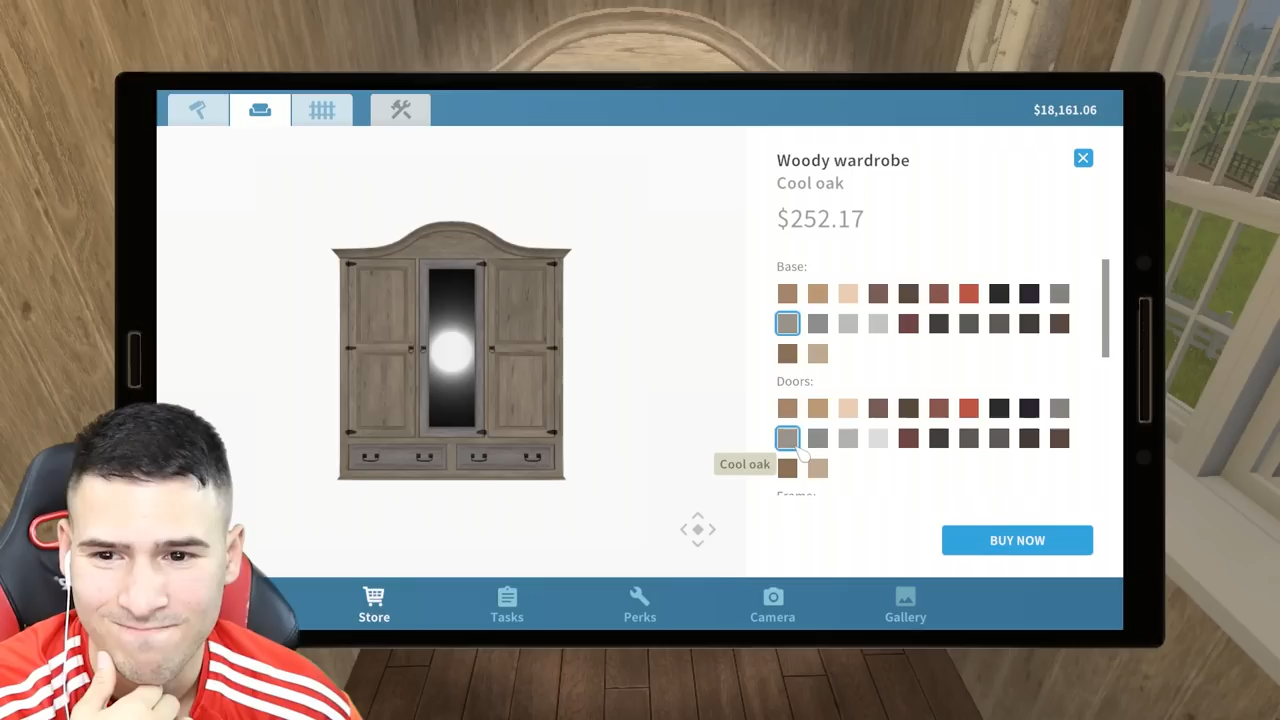 $18,161.06
Woody wardrobe
Cool oak
$252.17
Base:
Doors:
Cool oak
Frame:
BUY NOW
Store
Tasks
Perks
Camera
Gallery